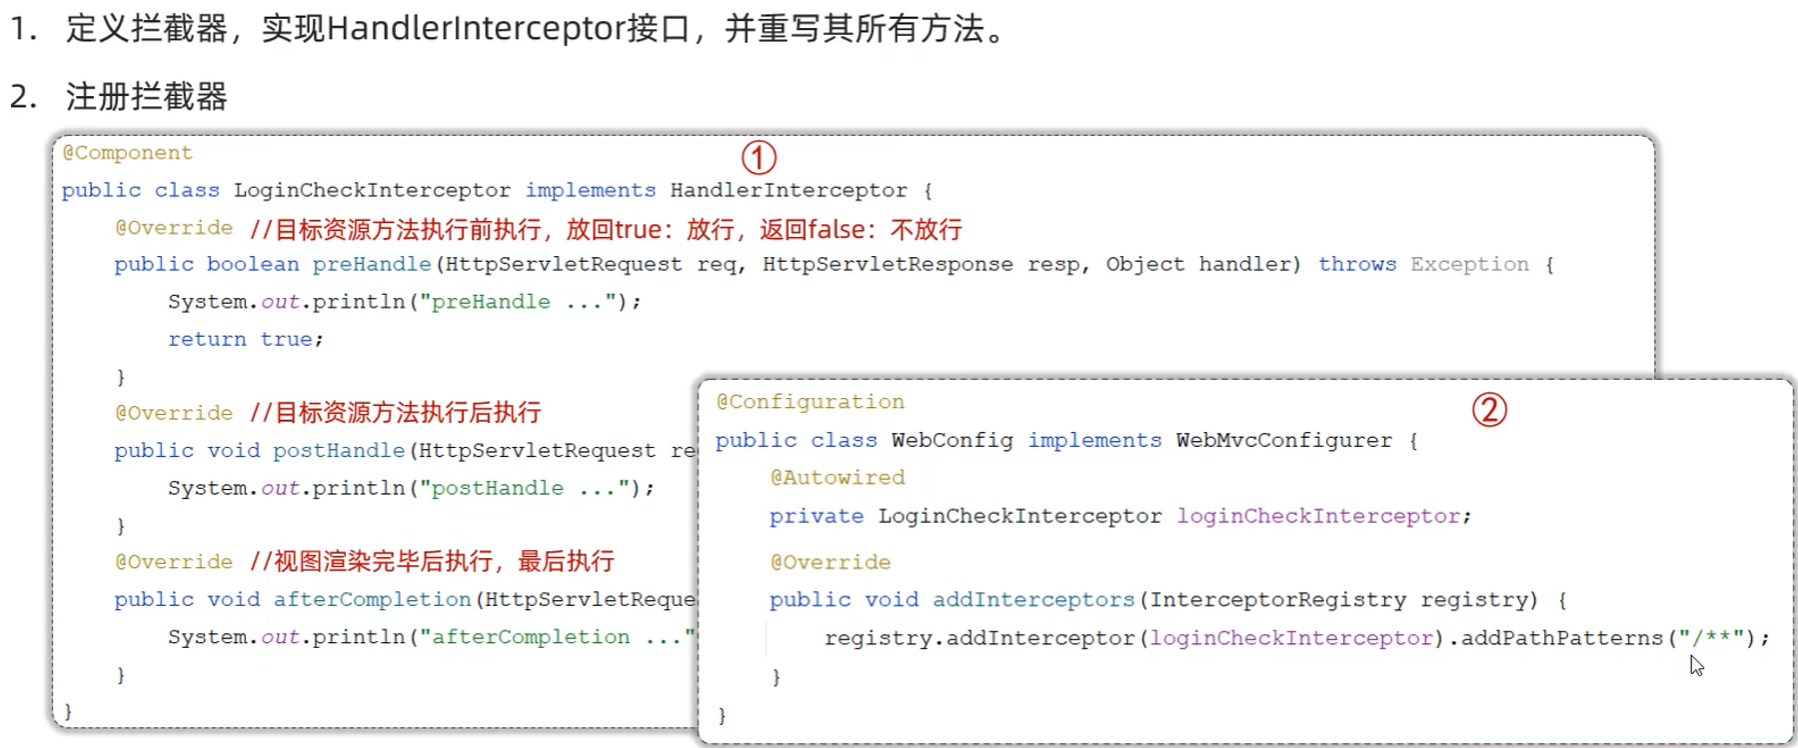 1. 定义拦截器，实现HandlerInterceptor接口，并重写其所有方法。
2. 注册拦截器
①
@Component
public class LoginCheckInterceptor implements HandlerInterceptor {
@Override //目标资源方法执行前执行，放回true：放行，返回false：不放行
public boolean preHandle(HttpServletRequest req, HttpServletResponse resp, Object handler) throws Exception {
System.out.println("preHandle ...");
return true;
}
@Override //目标资源方法执行后执行
public void postHandle(HttpServletRequest re
System.out.println("postHandle ...");
}
@Override //视图渲染完毕后执行，最后执行
public void afterCompletion(HttpServletReque
System.out.println("afterCompletion ..."
}
}
②
@Configuration
public class WebConfig implements WebMvcConfigurer {
@Autowired
private LoginCheckInterceptor loginCheckInterceptor;
@Override
public void addInterceptors(InterceptorRegistry registry) {
registry.addInterceptor(loginCheckInterceptor).addPathPatterns("/**");
}
}